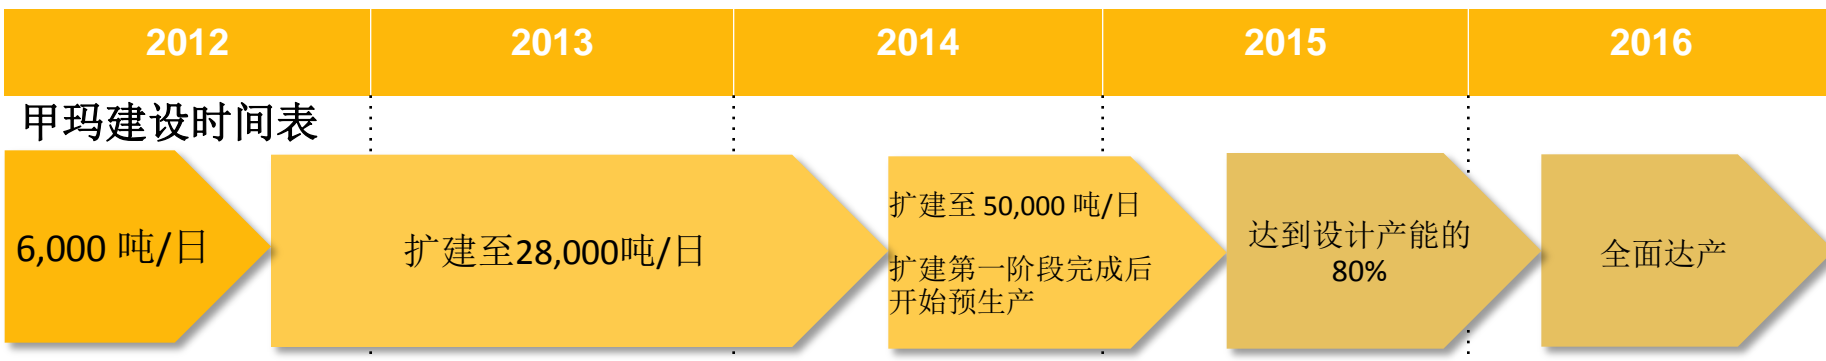 2012 2013 2014 2015 2016
甲玛建设时间表
6,000 吨/日
扩建至28,000吨/日
扩建至 50,000 吨/日
扩建第一阶段完成后
开始预生产
达到设计产能的
80%
全面达产